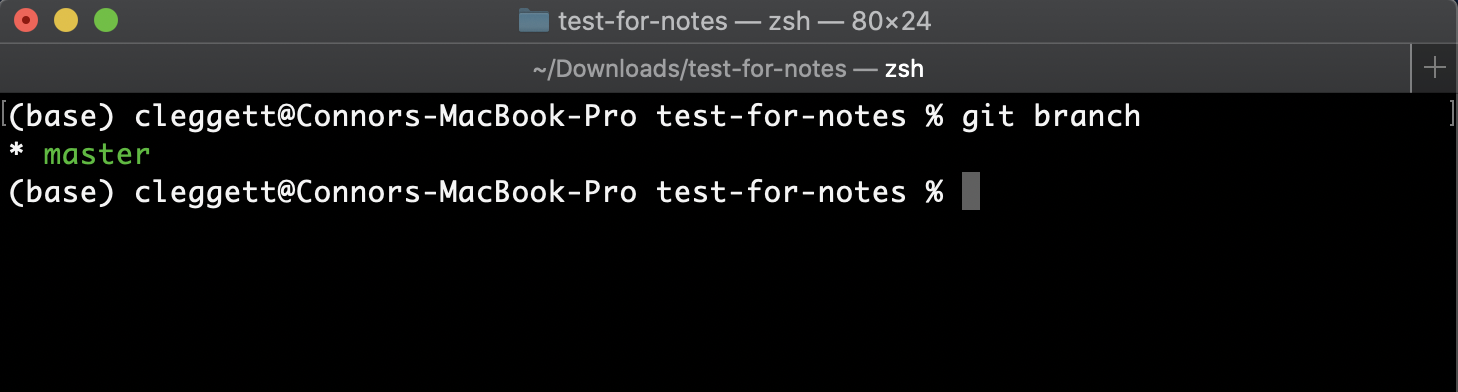 test-for-notes — zsh — 80×24
~/Downloads/test-for-notes — zsh
(base) cleggett@Connors-MacBook-Pro test-for-notes % git branch
* master
(base) cleggett@Connors-MacBook-Pro test-for-notes %